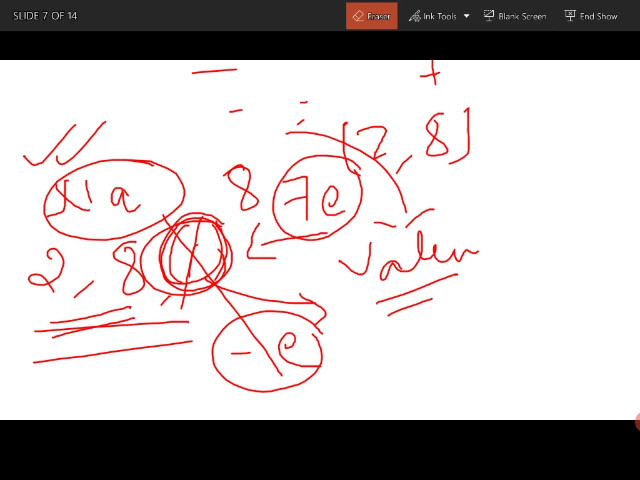 SLIDE 7 OF 14 Eraser Ink Tools Blank Screen End Show
[2, 8]
Na 8 7e
2, 8, Valen
- e